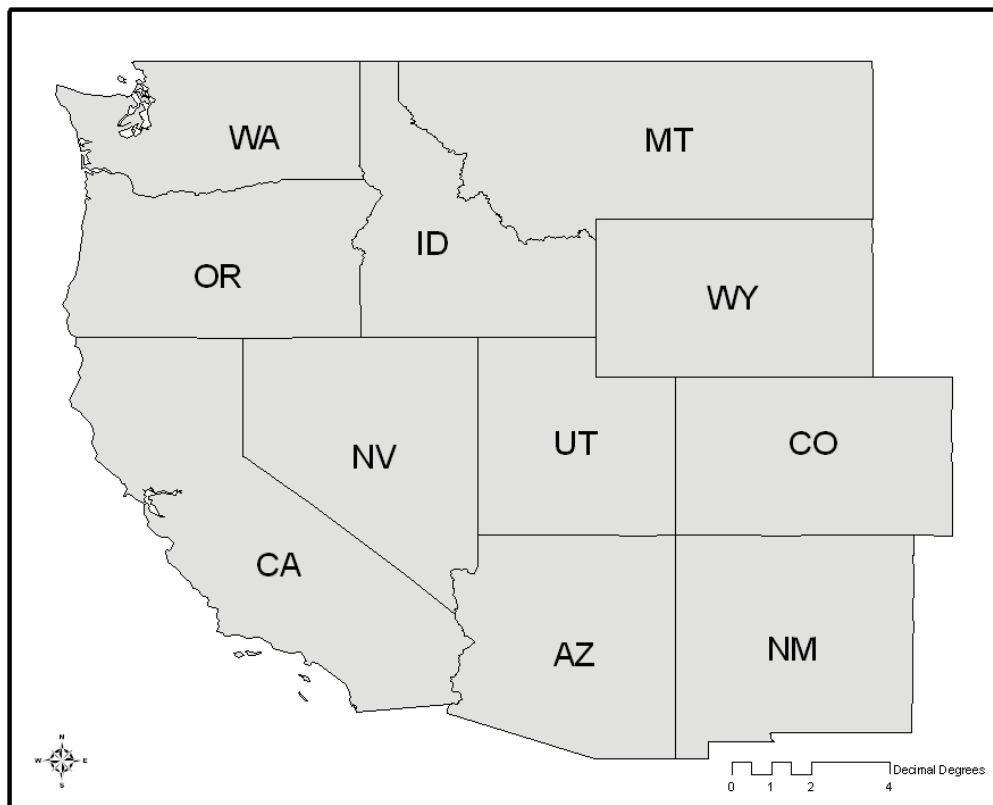 WA
MT
ID
OR
WY
NV
UT
CO
CA
AZ
NM
N
W E
S
Decimal Degrees
0 1 2 4